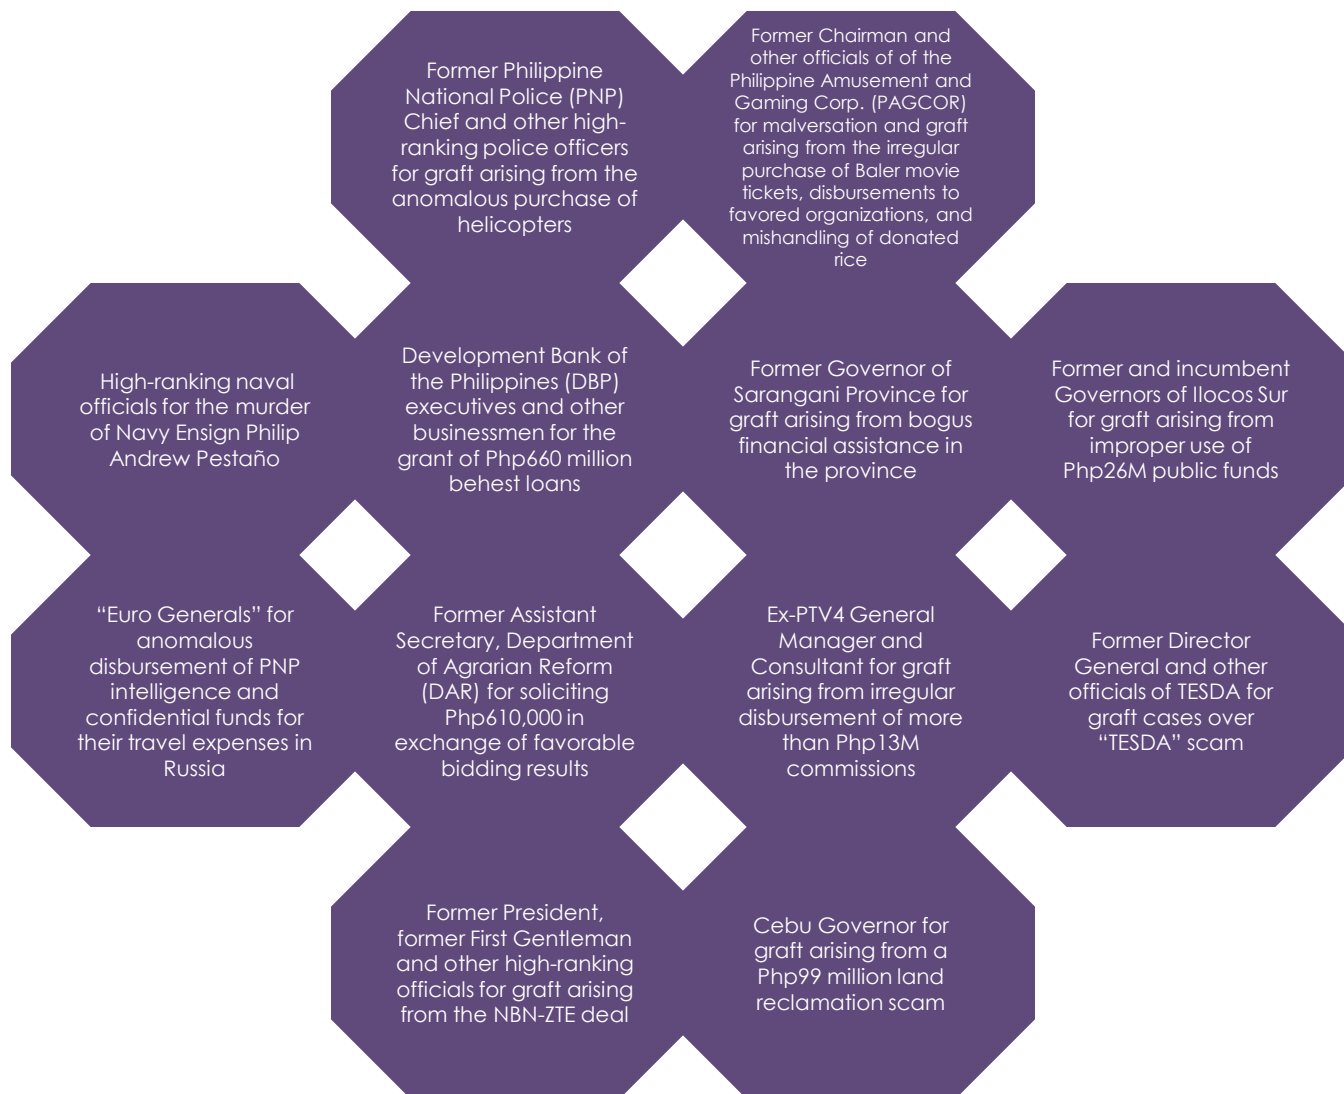 Former Philippine
National Police (PNP)
Chief and other high-
ranking police officers
for graft arising from the
anomalous purchase of
helicopters
Former Chairman and
other officials of of the
Philippine Amusement and
Gaming Corp. (PAGCOR)
for malversation and graft
arising from the irregular
purchase of Baler movie
tickets, disbursements to
favored organizations, and
mishandling of donated
rice
High-ranking naval
officials for the murder
of Navy Ensign Philip
Andrew Pestaño
Development Bank of
the Philippines (DBP)
executives and other
businessmen for the
grant of Php660 million
behest loans
Former Governor of
Sarangani Province for
graft arising from bogus
financial assistance in
the province
Former and incumbent
Governors of Ilocos Sur
for graft arising from
improper use of
Php26M public funds
“Euro Generals” for
anomalous
disbursement of PNP
intelligence and
confidential funds for
their travel expenses in
Russia
Former Assistant
Secretary, Department
of Agrarian Reform
(DAR) for soliciting
Php610,000 in
exchange of favorable
bidding results
Ex-PTV4 General
Manager and
Consultant for graft
arising from irregular
disbursement of more
than Php13M
commissions
Former Director
General and other
officials of TESDA for
graft cases over
“TESDA” scam
Former President,
former First Gentleman
and other high-ranking
officials for graft arising
from the NBN-ZTE deal
Cebu Governor for
graft arising from a
Php99 million land
reclamation scam